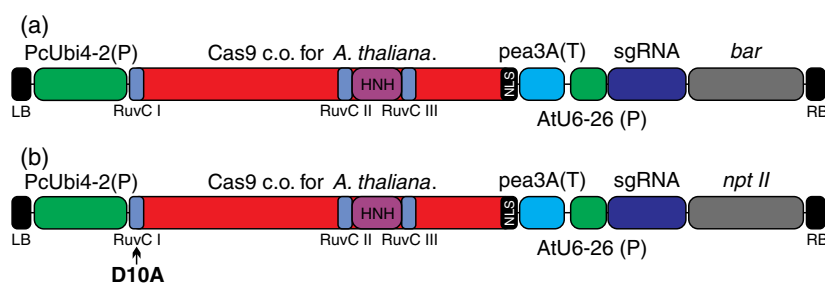 (a)
PcUbi4-2(P) Cas9 c.o. for A. thaliana. pea3A(T) sgRNA bar
HNH NLS
LB RuvC I RuvC II RuvC III AtU6-26 (P) RB
(b)
PcUbi4-2(P) Cas9 c.o. for A. thaliana. pea3A(T) sgRNA npt II
HNH NLS
LB RuvC I RuvC II RuvC III AtU6-26 (P) RB
D10A